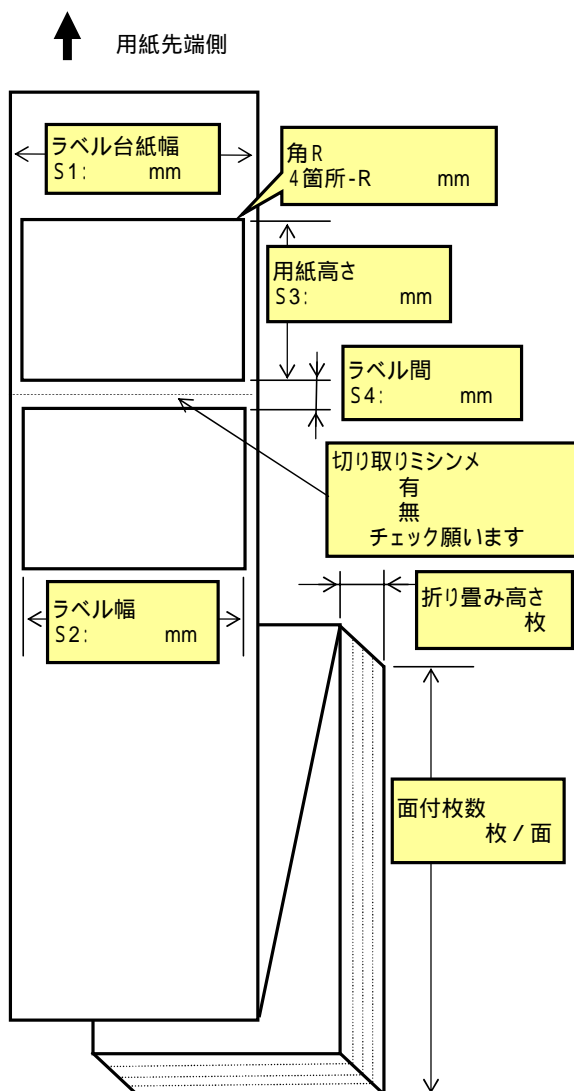 用紙先端側
ラベル台紙幅
S1: mm
角R
4箇所-R mm
用紙高さ
S3: mm
ラベル間
S4: mm
切り取りミシンメ
有
無
チェック願います
折り畳み高さ
枚
ラベル幅
S2: mm
面付枚数
枚/面